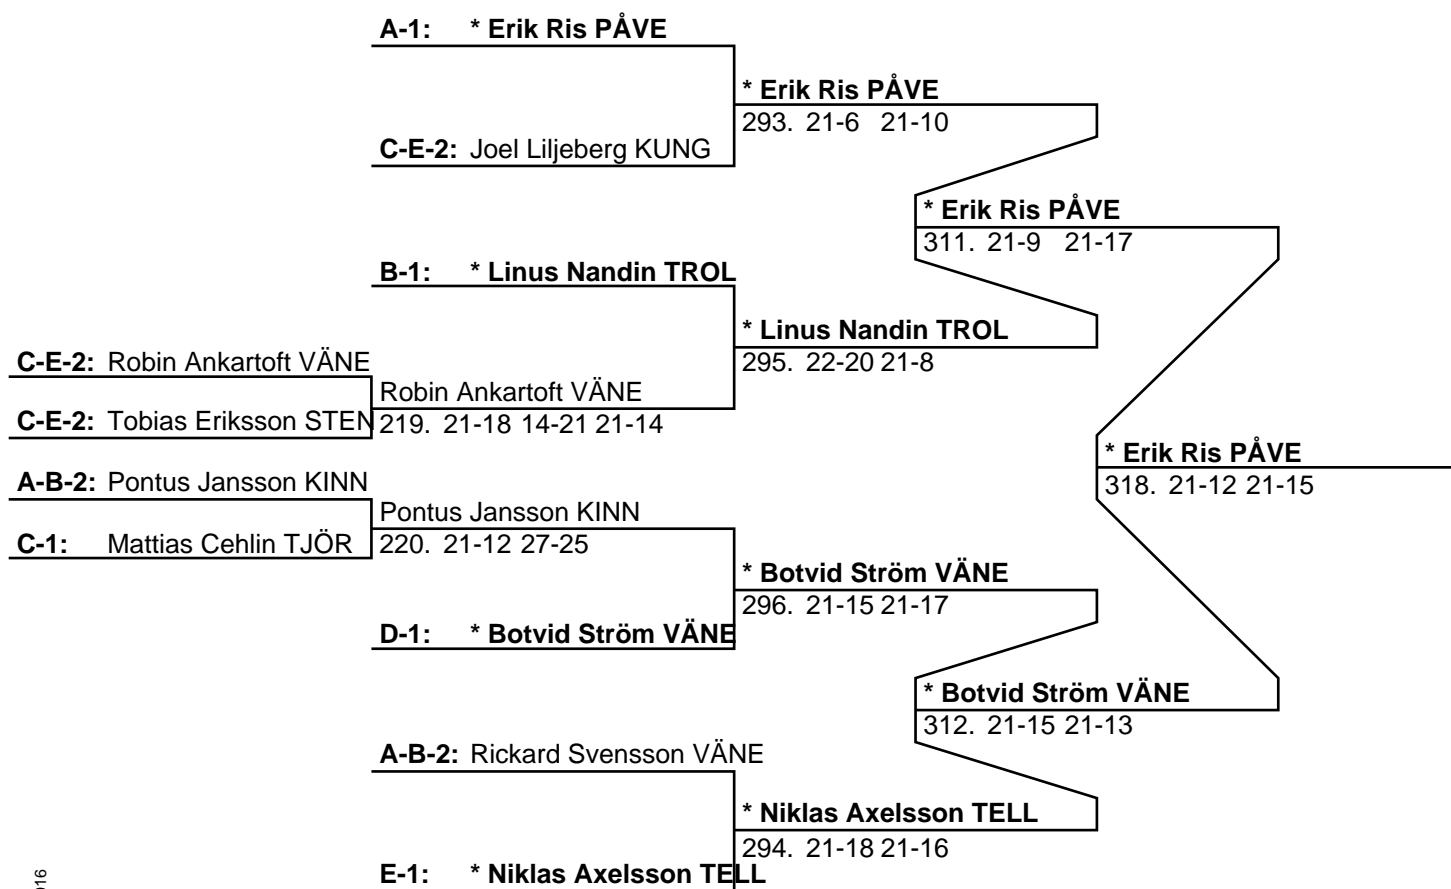 A-1: * Erik Ris PÅVE
* Erik Ris PÅVE
293. 21-6 21-10
C-E-2: Joel Liljeberg KUNG
* Erik Ris PÅVE
311. 21-9 21-17
B-1: * Linus Nandin TROL
* Linus Nandin TROL
295. 22-20 21-8
C-E-2: Robin Ankartoft VÄNE
Robin Ankartoft VÄNE
C-E-2: Tobias Eriksson STEN
219. 21-18 14-21 21-14
* Erik Ris PÅVE
318. 21-12 21-15
A-B-2: Pontus Jansson KINN
Pontus Jansson KINN
C-1: Mattias Cehlin TJÖR
220. 21-12 27-25
* Botvid Ström VÄNE
296. 21-15 21-17
D-1: * Botvid Ström VÄNE
* Botvid Ström VÄNE
312. 21-15 21-13
A-B-2: Rickard Svensson VÄNE
* Niklas Axelsson TELL
294. 21-18 21-16
E-1: * Niklas Axelsson TELL